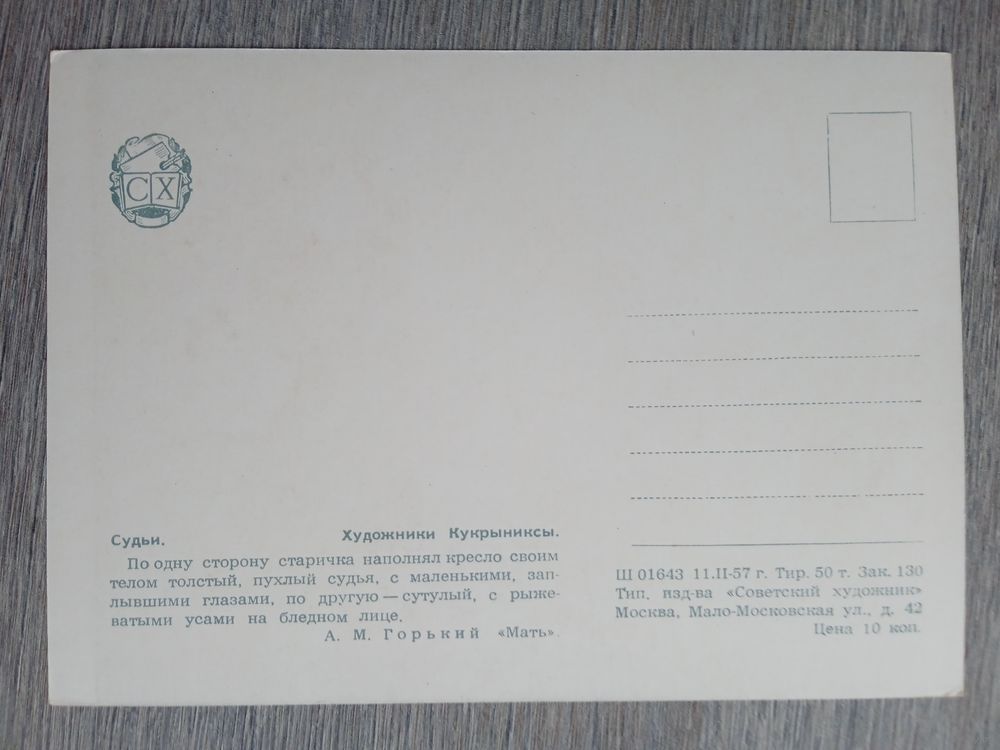 СХ
Судьи. Художники Кукрыниксы.
По одну сторону старичка наполнял кресло своим
телом толстый, пухлый судья, с маленькими, зап-
лывшими глазами, по другую — сутулый, с рыже-
ватыми усами на бледном лице.
А. М. Горький «Мать».
Ш 01643 11.II-57 г. Тир. 50 т. Зак. 130
Тип. изд-ва «Советский художник»
Москва, Мало-Московская ул., д. 42
Цена 10 коп.